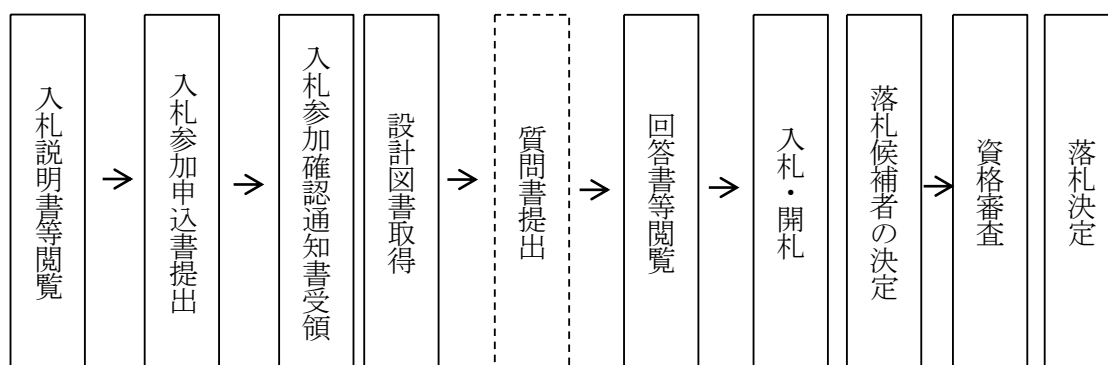 入札説明書等閲覧
入札参加申込書提出
入札参加確認通知書受領
設計図書取得
質問書提出
回答書等閲覧
入札・開札
落札候補者の決定
資格審査
落札決定